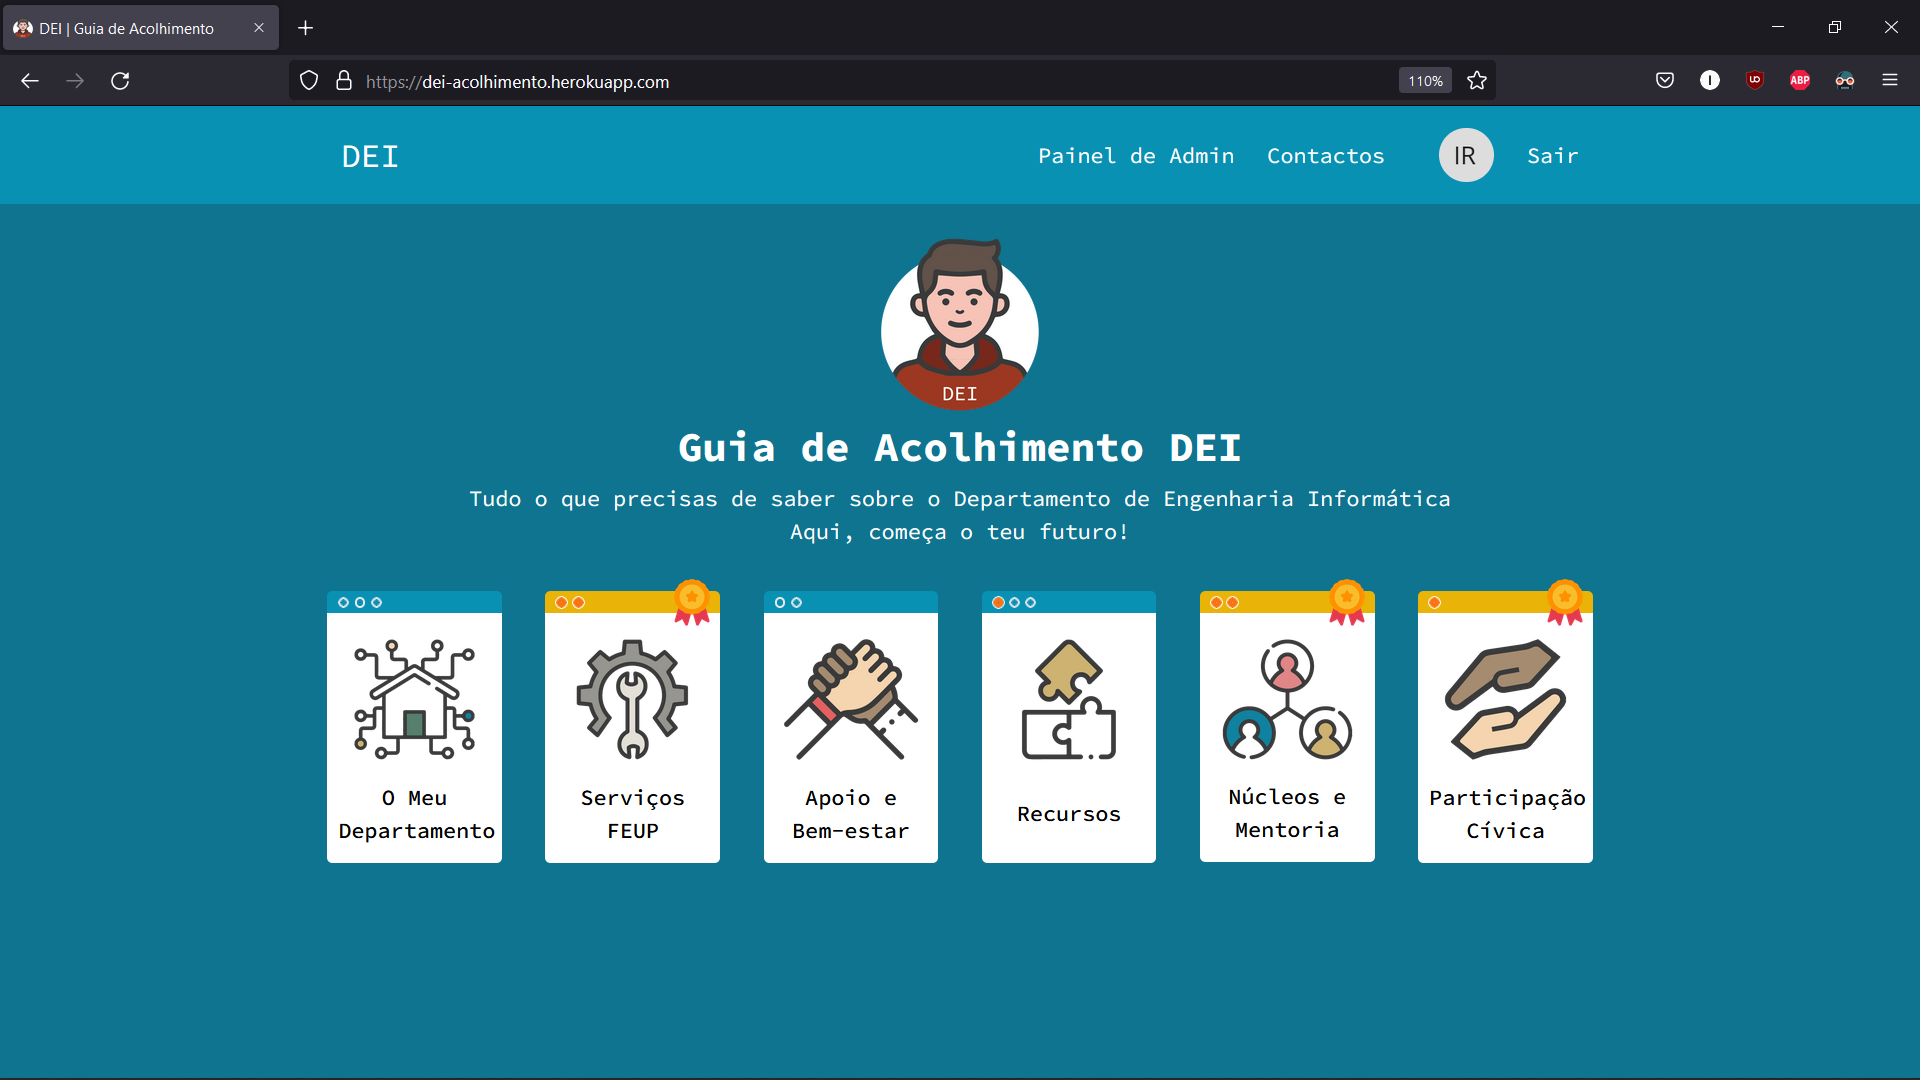 DEI | Guia de Acolhimento
https://dei-acolhimento.herokuapp.com
110%
I
UO
ABP
DEI
Painel de Admin
Contactos
IR
Sair
DEI
Guia de Acolhimento DEI
Tudo o que precisas de saber sobre o Departamento de Engenharia Informática
Aqui, começa o teu futuro!
O Meu
Departamento
Serviços
FEUP
Apoio e
Bem-estar
Recursos
Núcleos e
Mentoria
Participação
Cívica